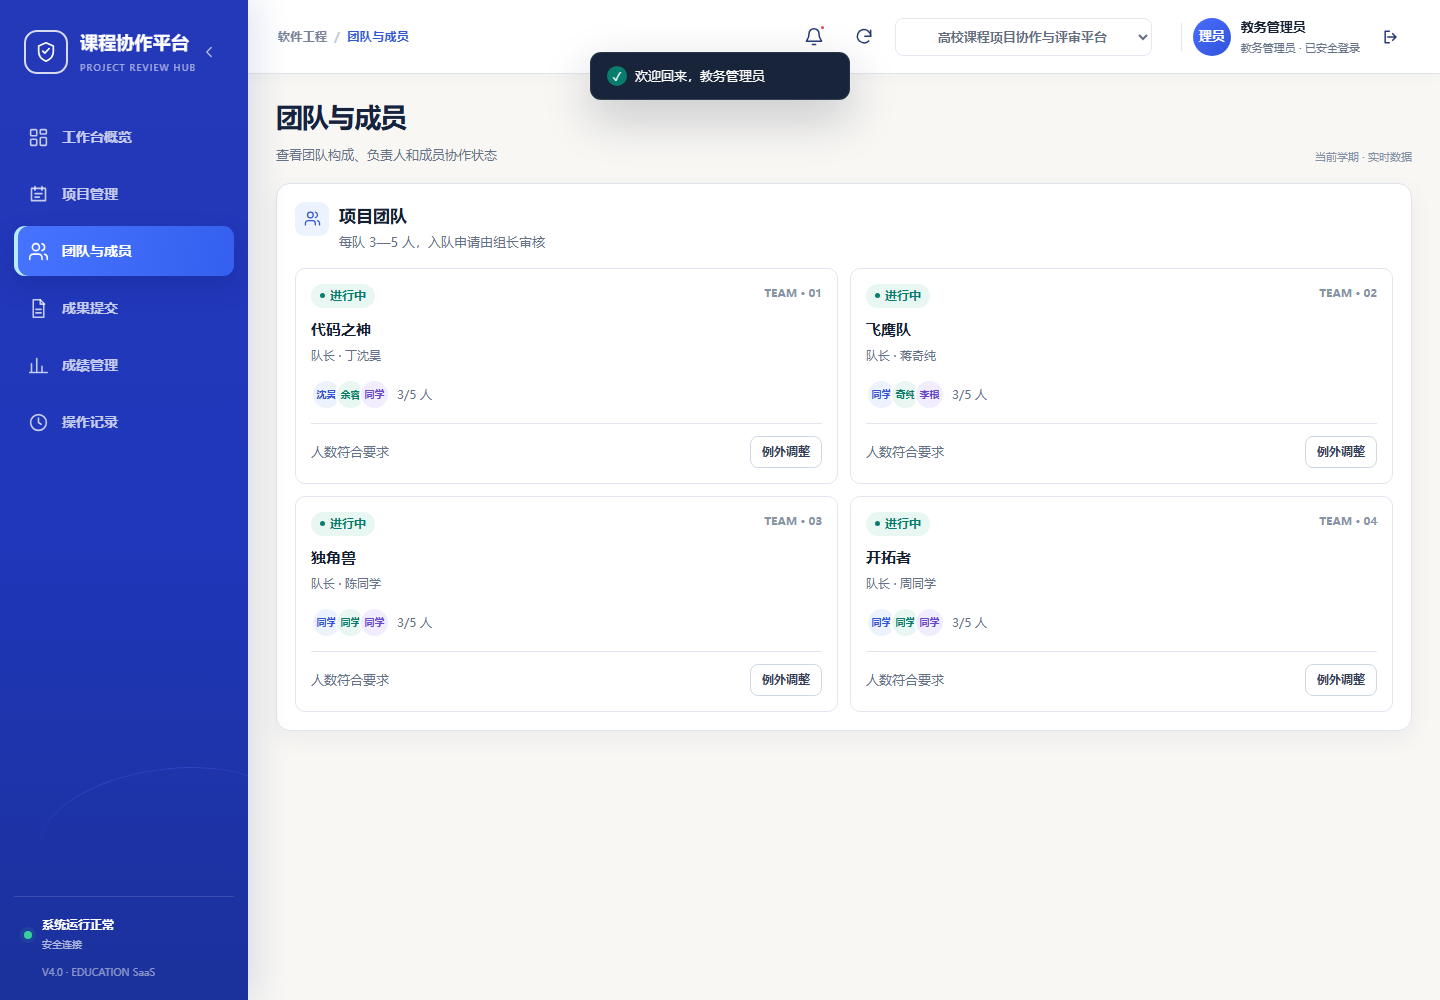 课程协作平台
PROJECT REVIEW HUB
工作台概览
项目管理
团队与成员
成果提交
成绩管理
操作记录
系统运行正常
安全连接
V4.0 · EDUCATION SaaS
软件工程 / 团队与成员
高校课程项目协作与评审平台
理员
教务管理员
教务管理员 · 已安全登录
欢迎回来，教务管理员
团队与成员
查看团队构成、负责人和成员协作状态
当前学期 · 实时数据
项目团队
每队 3—5 人，入队申请由组长审核
进行中
TEAM • 01
代码之神
队长 · 丁沈昊
沈昊 余容 同学 3/5 人
人数符合要求
例外调整
进行中
TEAM • 02
飞鹰队
队长 · 蒋奇纯
同学 奇纯 李根 3/5 人
人数符合要求
例外调整
进行中
TEAM • 03
独角兽
队长 · 陈同学
同学 同学 同学 3/5 人
人数符合要求
例外调整
进行中
TEAM • 04
开拓者
队长 · 周同学
同学 同学 同学 3/5 人
人数符合要求
例外调整